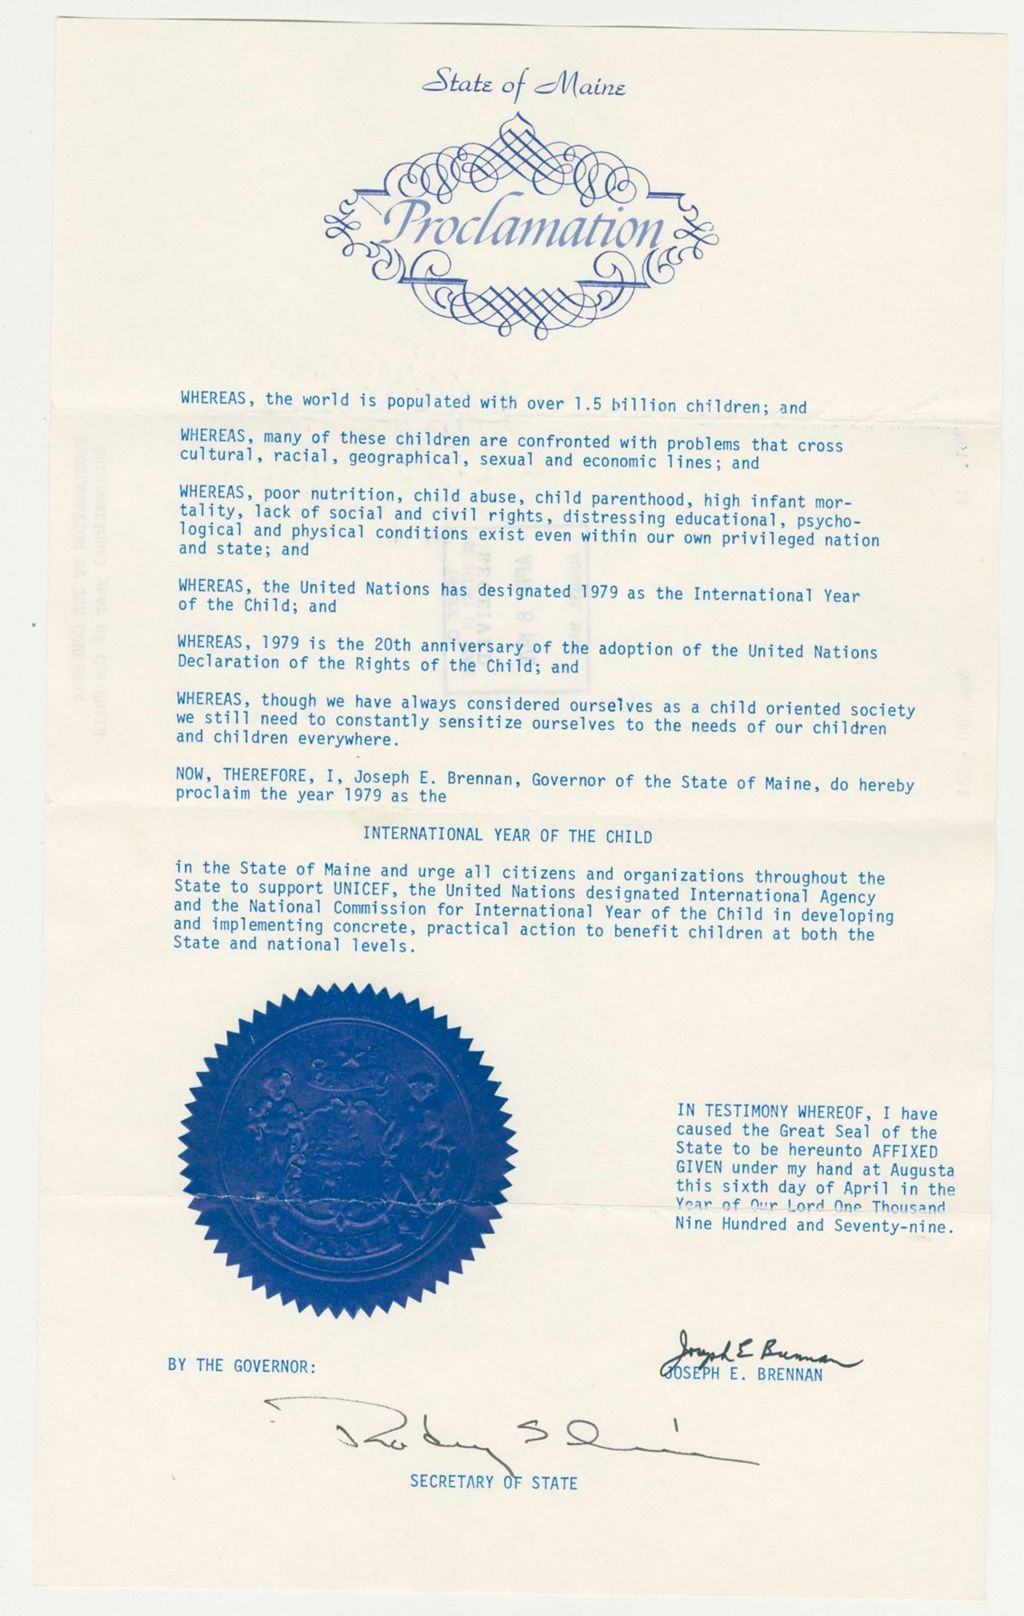 State of Maine
Proclamation
WHEREAS, the world is populated with over 1.5 billion children; and
WHEREAS, many of these children are confronted with problems that cross
cultural, racial, geographical, sexual and economic lines; and
WHEREAS, poor nutrition, child abuse, child parenthood, high infant mor-
tality, lack of social and civil rights, distressing educational, psycho-
logical and physical conditions exist even within our own privileged nation
and state; and
WHEREAS, the United Nations has designated 1979 as the International Year
of the Child; and
WHEREAS, 1979 is the 20th anniversary of the adoption of the United Nations
Declaration of the Rights of the Child; and
WHEREAS, though we have always considered ourselves as a child oriented society
we still need to constantly sensitize ourselves to the needs of our children
and children everywhere.
NOW, THEREFORE, I, Joseph E. Brennan, Governor of the State of Maine, do hereby
proclaim the year 1979 as the
INTERNATIONAL YEAR OF THE CHILD
in the State of Maine and urge all citizens and organizations throughout the
State to support UNICEF, the United Nations designated International Agency
and the National Commission for International Year of the Child in developing
and implementing concrete, practical action to benefit children at both the
State and national levels.
IN TESTIMONY WHEREOF, I have
caused the Great Seal of the
State to be hereunto AFFIXED
GIVEN under my hand at Augusta
this sixth day of April in the
Year of Our Lord One Thousand
Nine Hundred and Seventy-nine.
MAINE
Joseph E Brennan
JOSEPH E. BRENNAN
BY THE GOVERNOR:
SECRETARY OF STATE